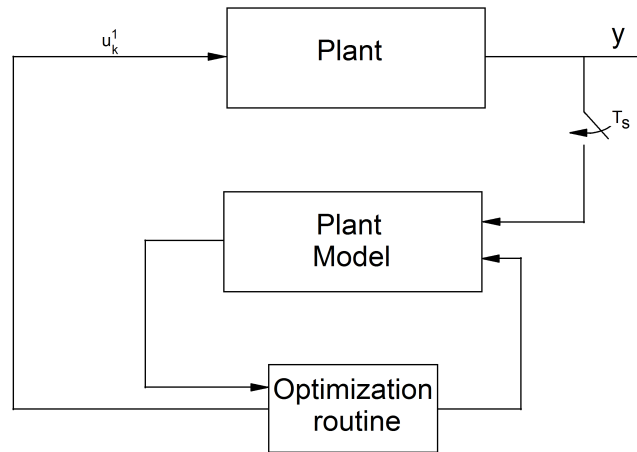 u_k^1
Plant
y
T_s
Plant
Model
Optimization
routine